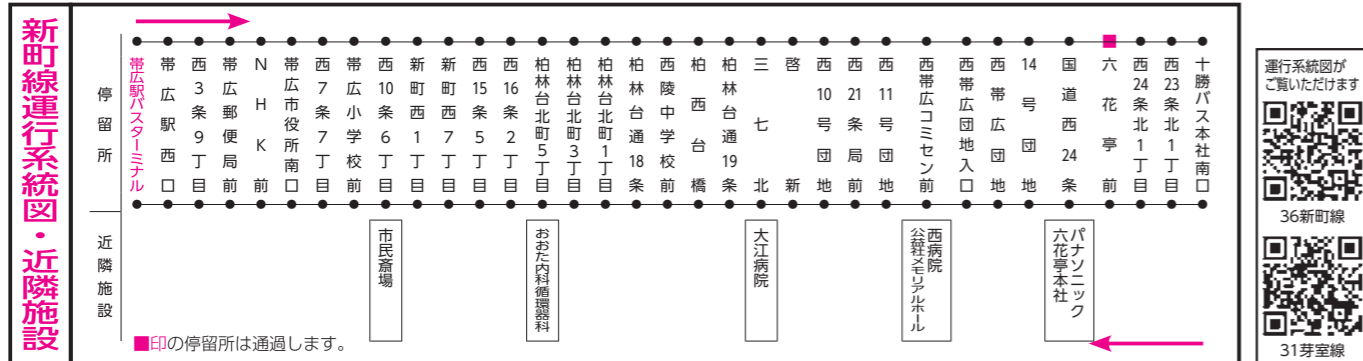 新町線運行系統図・近隣施設
停留所
帯広駅バスターミナル
帯広駅西口
西3条9丁目
帯広郵便局前
NHK前
帯広市役所南口
西7条7丁目
帯広小学校前
西10条6丁目
新町西1丁目
新町西7丁目
西15条5丁目
西16条2丁目
柏林台北町5丁目
柏林台北町3丁目
柏林台北町1丁目
柏林台通18条
西陵中学校前
柏西台橋
柏林台通19条
三七北
啓新
西10号団地
西21条局前
西11号団地
西帯広コミセン前
西帯広団地入口
西帯広団地
14号団地
国道西24条
六花亭前
西24条北1丁目
西23条北1丁目
十勝バス本社南口
近隣施設
市民斎場
おおた内科循環器科
大江病院
西病院
公益社メモリアルホール
パナソニック
六花亭本社
■印の停留所は通過します。
運行系統図が
ご覧いただけます
36新町線
31芽室線